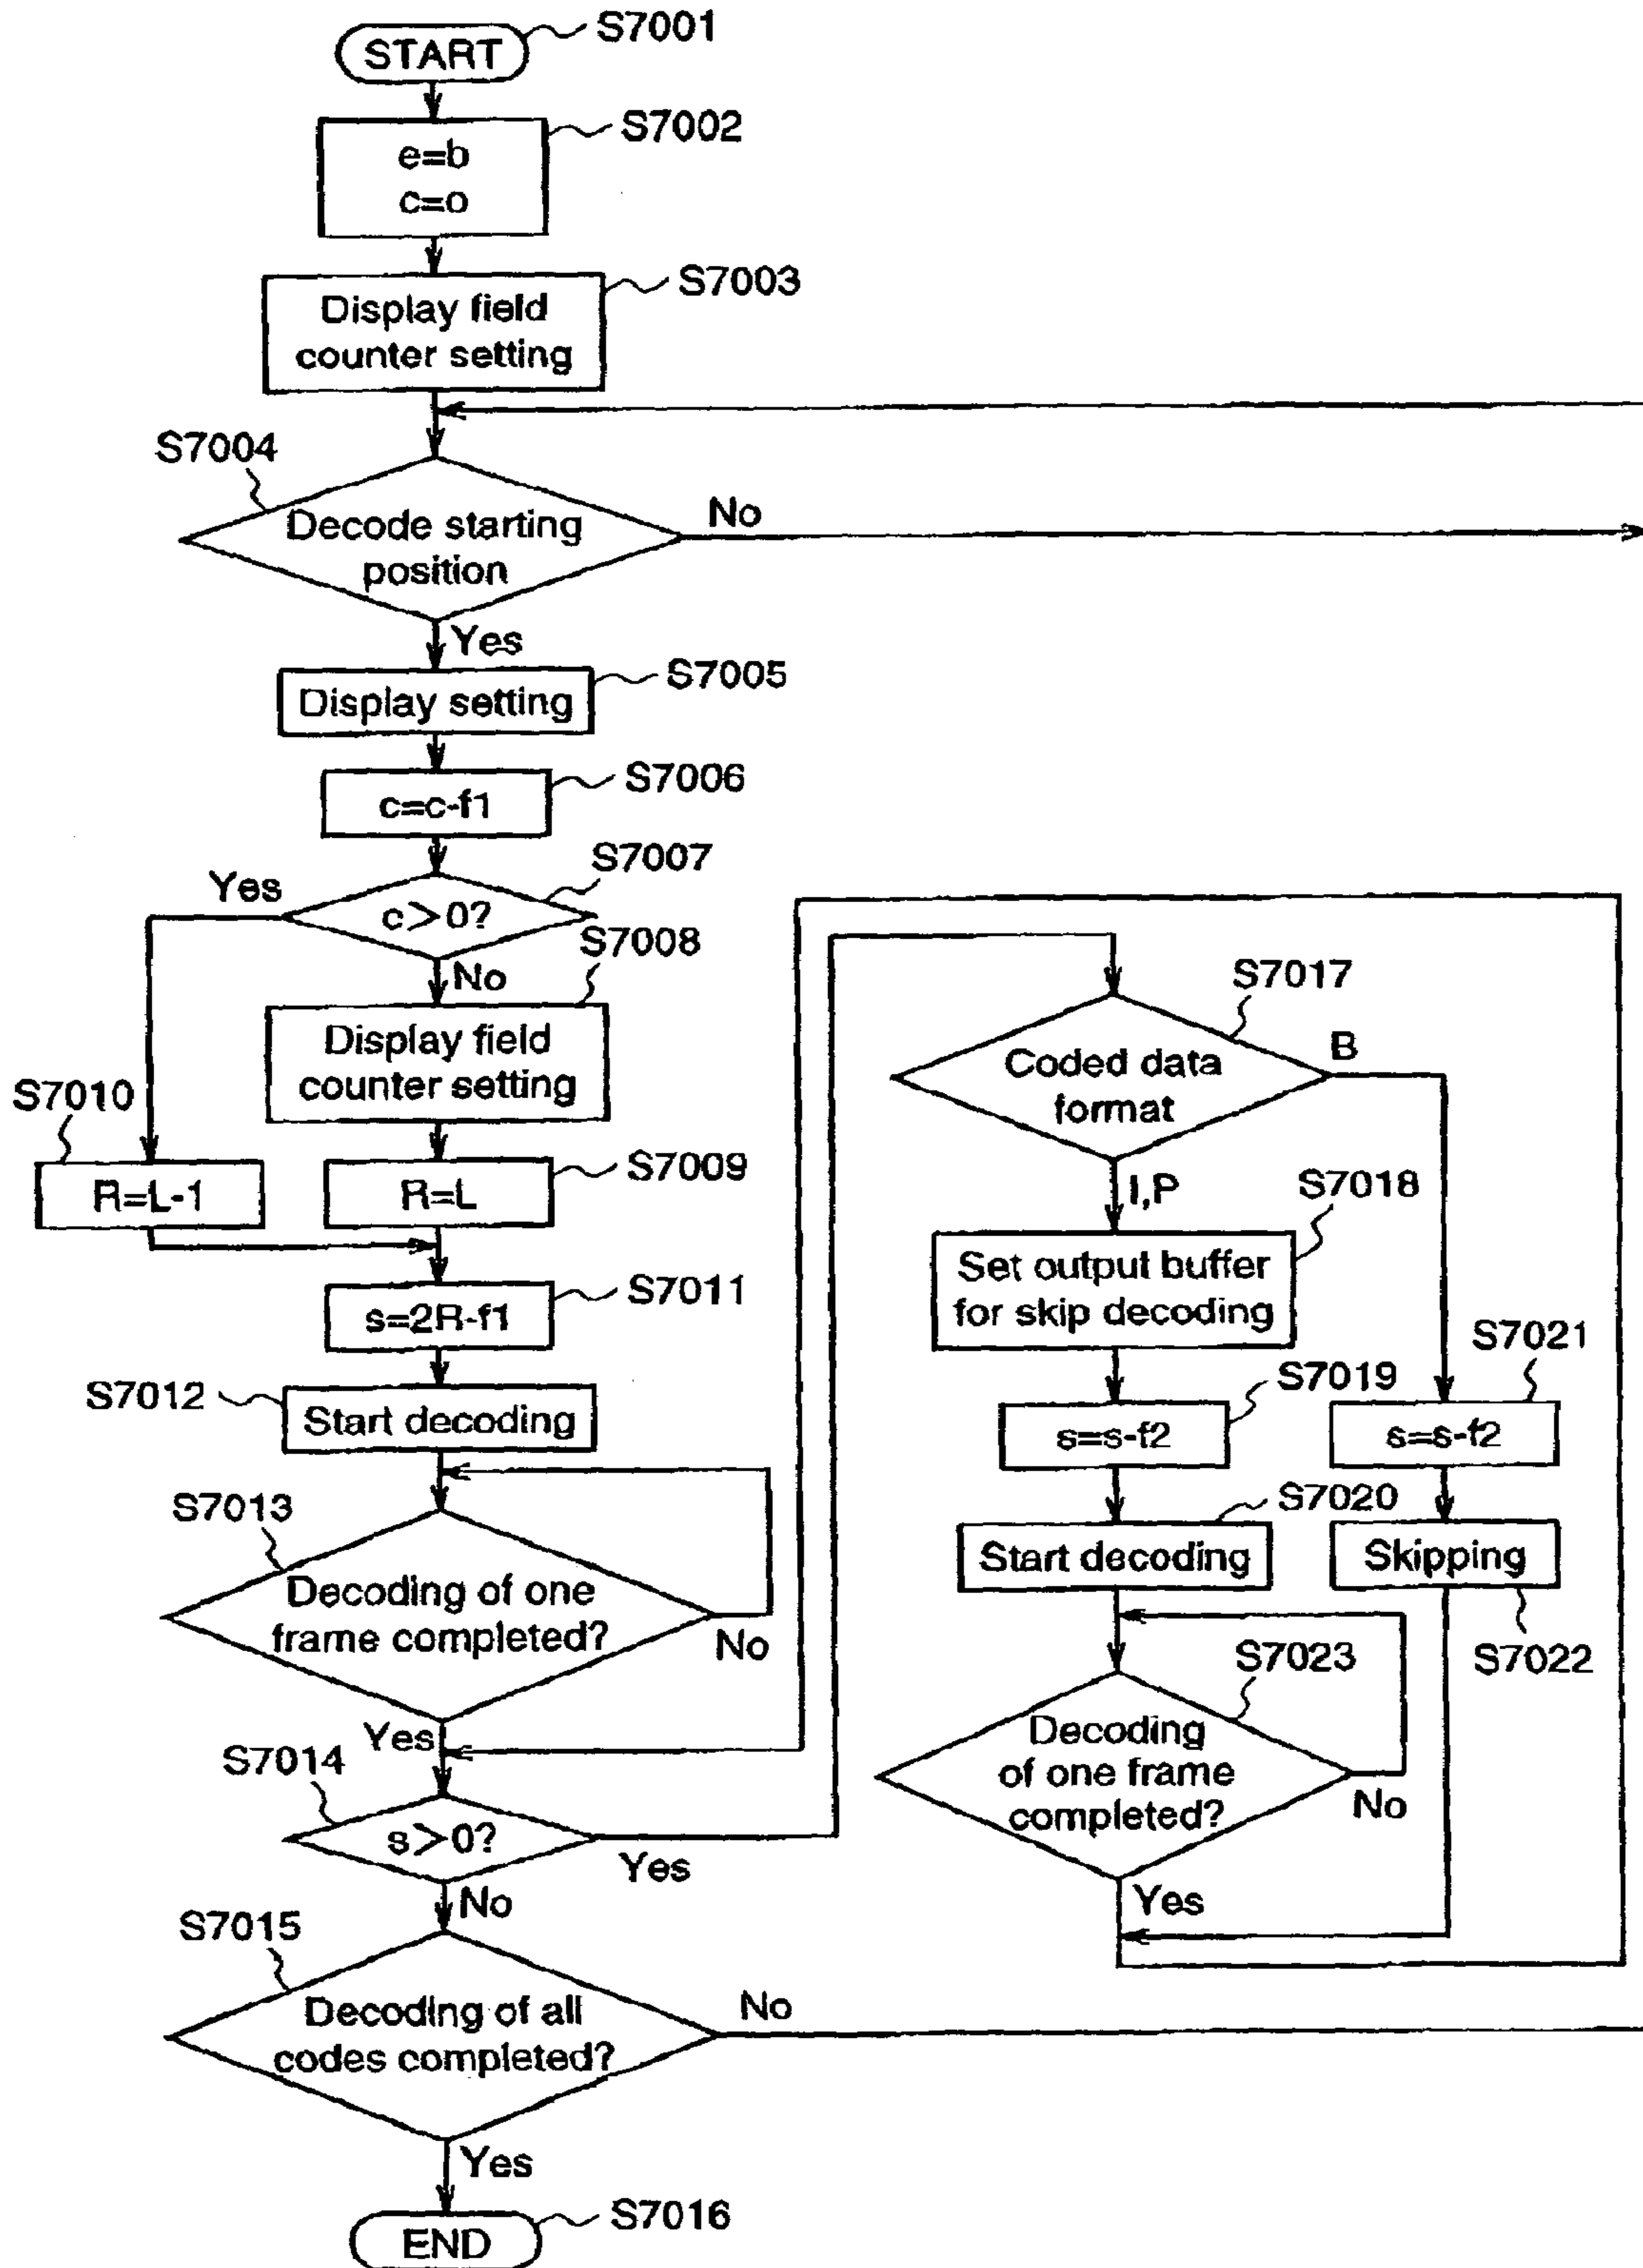 START
S7001
e=b
c=o
S7002
Display field
counter setting
S7003
S7004
Decode starting
position
No
Yes
Display setting
S7005
c=c-f1
S7006
S7007
Yes
c>0?
No
S7008
Display field
counter setting
S7010
R=L-1
R=L
S7009
s=2R-f1
S7011
S7012
Start decoding
S7013
Decoding of one
frame completed?
No
Yes
S7014
s>0?
Yes
No
S7015
Decoding of all
codes completed?
No
Yes
END
S7016
S7017
Coded data
format
B
I,P
S7018
Set output buffer
for skip decoding
S7019
s=s-f2
S7021
s=s-f2
S7020
Start decoding
Skipping
S7022
S7023
Decoding
of one frame
completed?
No
Yes